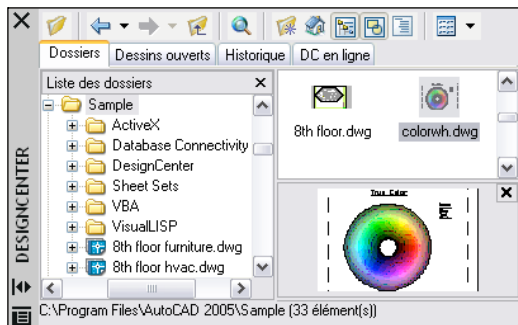 Dossiers
Dessins ouverts
Historique
DC en ligne
Liste des dossiers
Sample
ActiveX
Database Connectivity
DesignCenter
Sheet Sets
VBA
VisualLISP
8th floor furniture.dwg
8th floor hvac.dwg
8th floor.dwg
colorwh.dwg
True Color
DESIGNCENTER
C:\Program Files\AutoCAD 2005\Sample (33 élément(s))